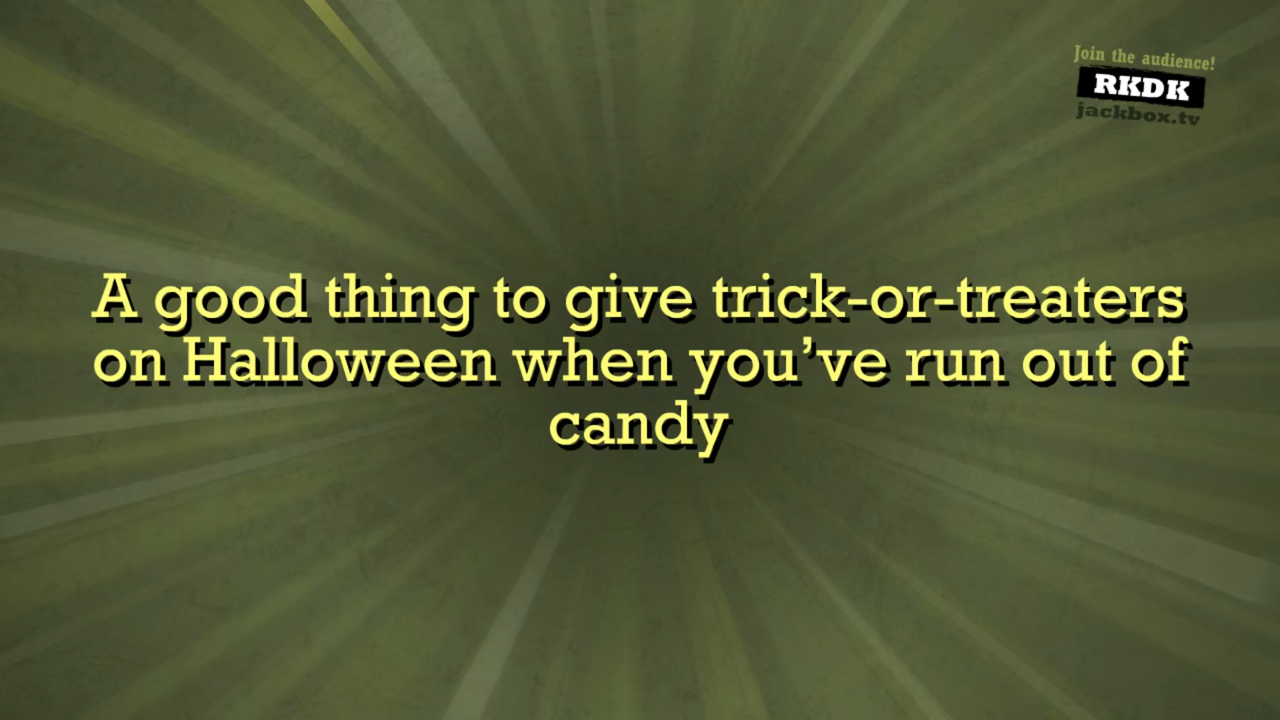 Join the audience!
RKDK
jackbox.tv
A good thing to give trick-or-treaters
on Halloween when you’ve run out of
candy